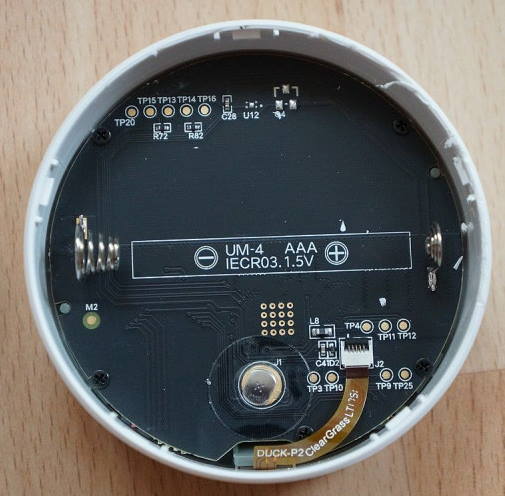 TP15 TP13 TP14 TP16
TP20
R72 R82
C28 U12
UM-4 AAA
IECR03.1.5V
M2
L8
TP4
TP11 TP12
C41 D2
J1
J2
TP3 TP10
TP9 TP25
DUCK-P2 ClearGrass